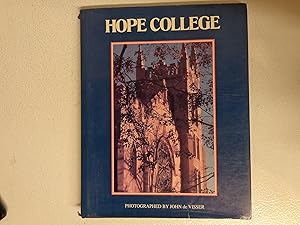 HOPE COLLEGE
PHOTOGRAPHED BY JOHN de VISSER